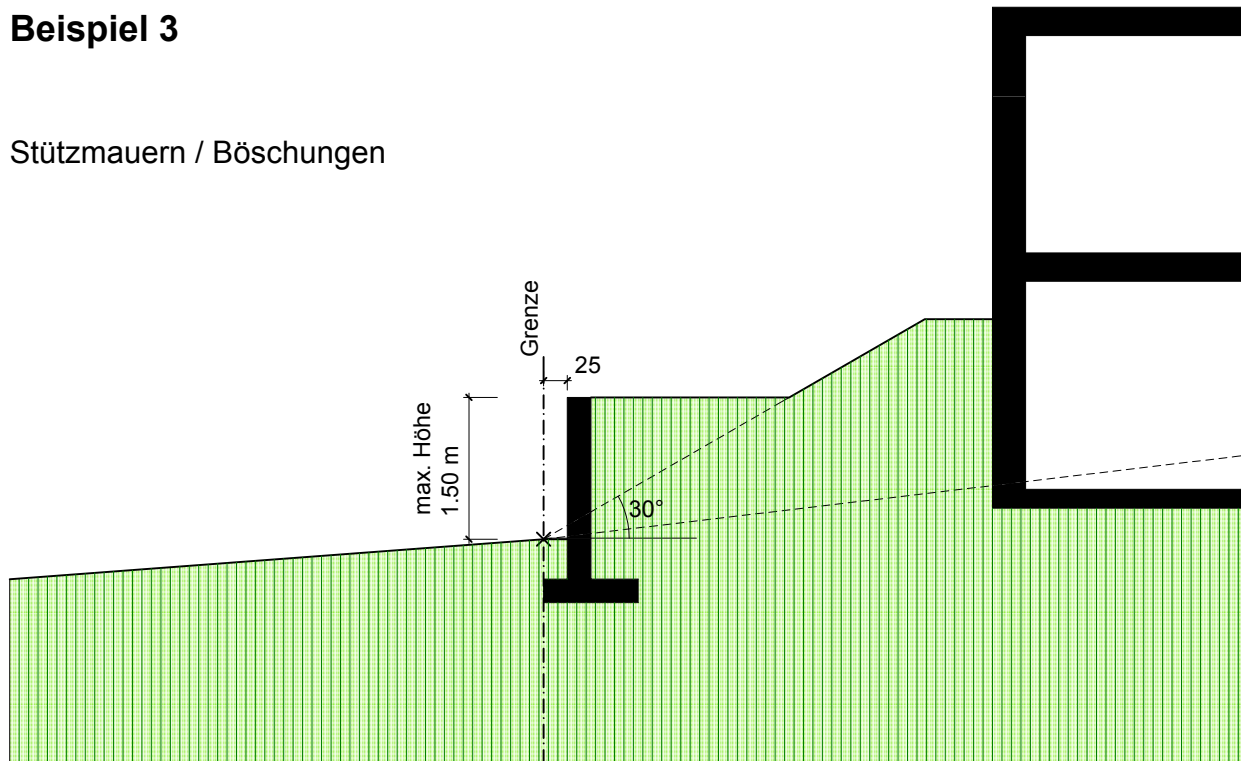 Beispiel 3
Stützmauern / Böschungen
Grenze
25
max. Höhe
1.50 m
30°